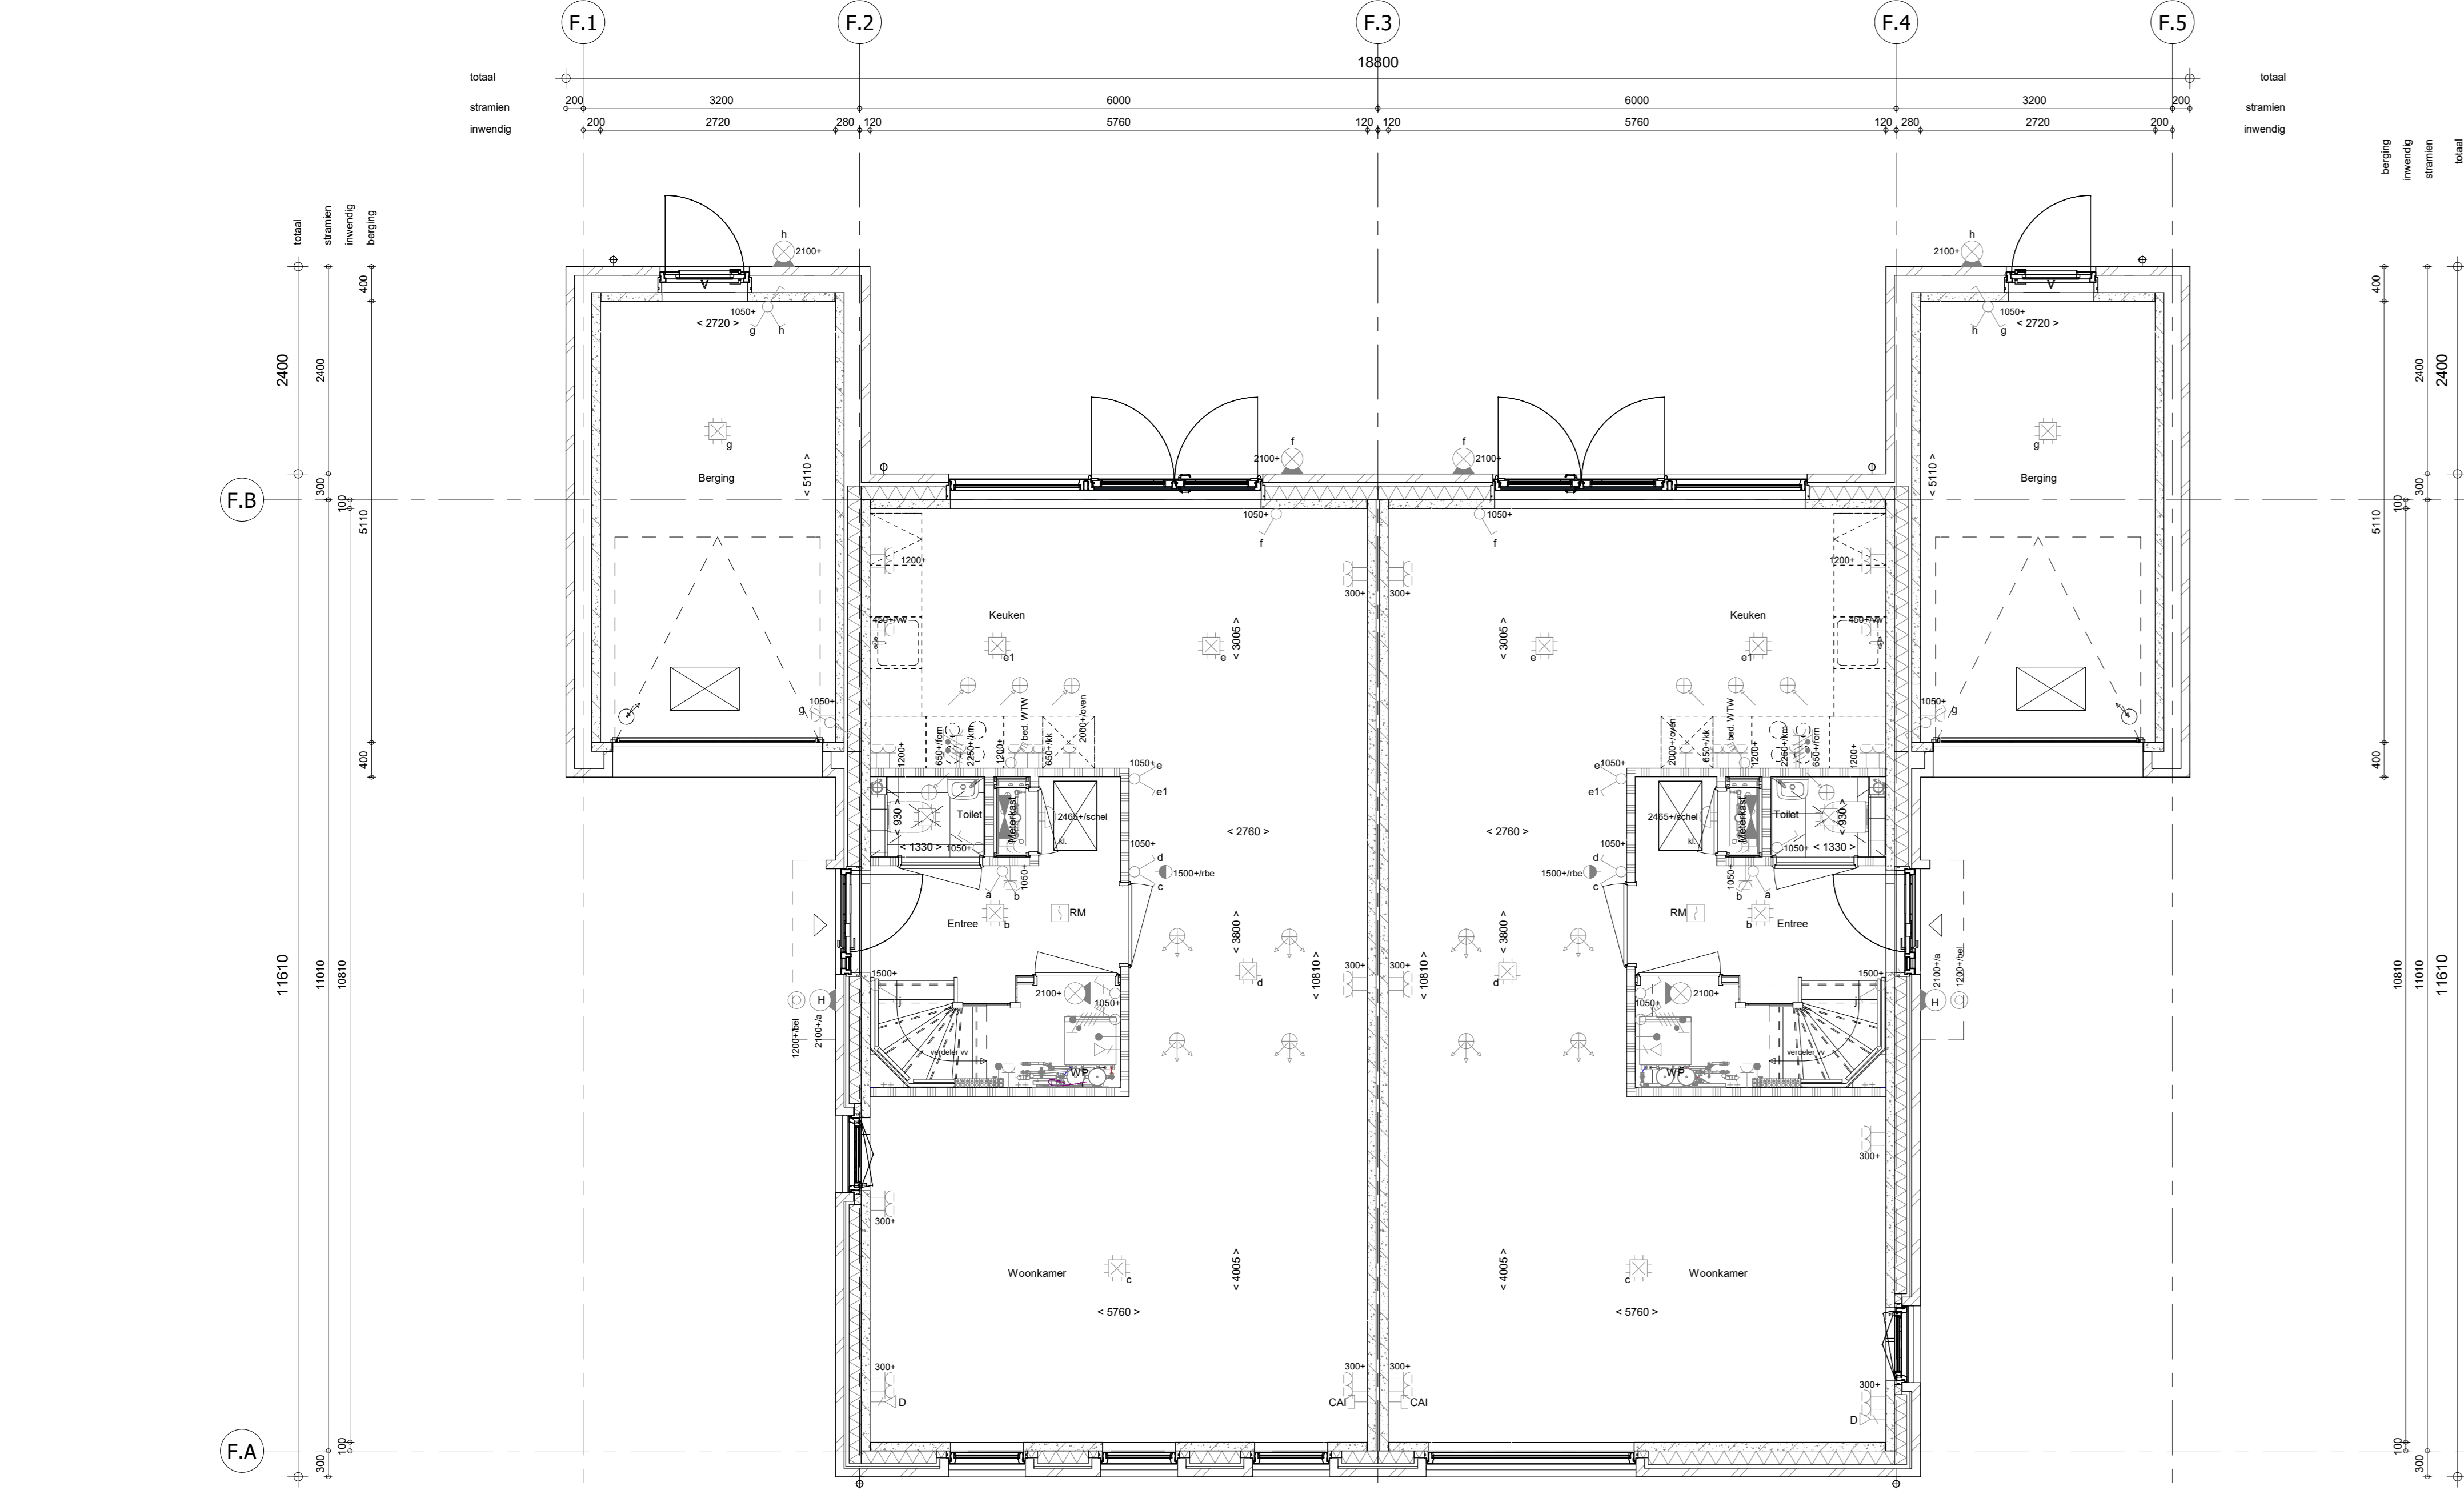 F.1 F.2 F.3 F.4 F.5
totaal 18800 totaal
stramien 200 3200 6000 6000 3200 200 stramien
inwendig 200 2720 280 120 5760 120 120 5760 120 280 2720 200 inwendig
totaal stramien inwendig berging
berging inwendig stramien totaal
h 2100+
2100+ h
400
400
1050+
g h
< 2720 >
1050+
h g
< 2720 >
2400 2400
2400 2400
g
Berging
< 5110 >
f 2100+
f 2100+
g
Berging
< 5110 >
F.B
300 100
5110
100 300
5110
1050+ f
1050+ f
1200+
300+ 300+
1200+
450+/vw
Keuken
e1
e
< 3005 >
< 3005 >
e
Keuken
e1
450+/vw
1050+ g
1050+ g
1200+
650+/forn
2250+/km
1200+
bed. WTW
650+/kk
2000+/oven
2000+/oven
650+/kk
bed. WTW
1200+
2250+/km
650+/forn
1200+
400
400
1050+ e
e1
e 1050+
e1
< 930 >
Toilet
Meterkast
2465+/schel
kl.
< 2760 >
< 2760 >
2465+/schel
kl.
Meterkast
Toilet
< 930 >
< 1330 > 1050+
1050+ < 1330 >
1050+
d
1500+/rbe
c
1050+
d
1500+/rbe
c
a b 1050+
1050+ b a
Entree
b
RM
RM
Entree
< 3800 >
< 3800 >
< 10810 >
< 10810 >
d
d
11610 11010 10810
10810 11010 11610
300+ 300+
1500+
1500+
2100+
1050+
2100+
1050+
H
H
1200+/bel
2100+/a
2100+/a
1200+/bel
verdeler vv
verdeler vv
WP
WP
300+
300+
Woonkamer
c
< 5760 >
< 4005 >
< 4005 >
c
Woonkamer
< 5760 >
300+
D
300+ 300+
CAI CAI
300+
D
F.A
300 100
100 300